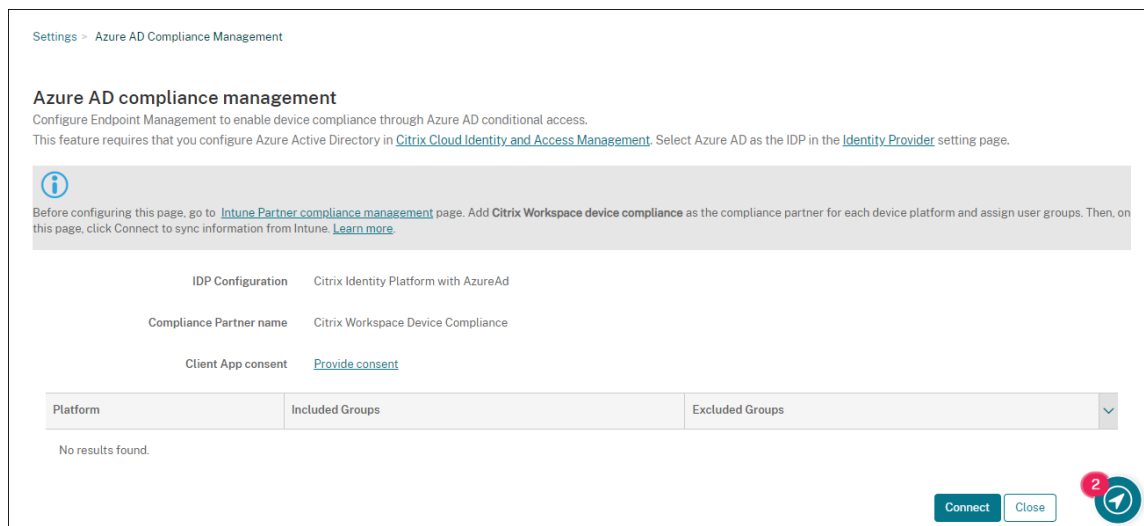 Settings > Azure AD Compliance Management
Azure AD compliance management
Configure Endpoint Management to enable device compliance through Azure AD conditional access.
This feature requires that you configure Azure Active Directory in Citrix Cloud Identity and Access Management. Select Azure AD as the IDP in the Identity Provider setting page.
Before configuring this page, go to Intune Partner compliance management page. Add Citrix Workspace device compliance as the compliance partner for each device platform and assign user groups. Then, on
this page, click Connect to sync information from Intune. Learn more.
IDP Configuration Citrix Identity Platform with AzureAd
Compliance Partner name Citrix Workspace Device Compliance
Client App consent Provide consent
Platform Included Groups Excluded Groups
No results found.
2
Connect Close